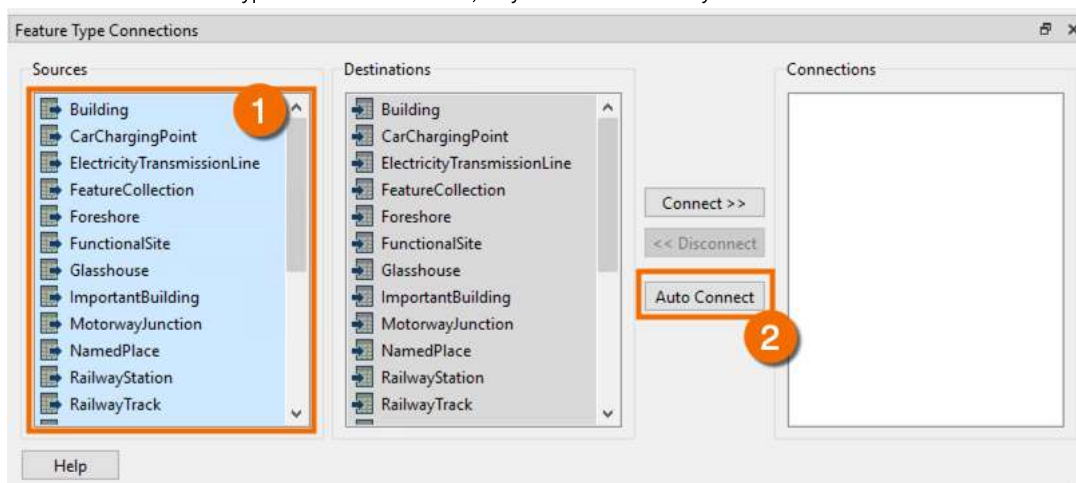 Feature Type Connections
Sources
Building
CarChargingPoint
ElectricityTransmissionLine
FeatureCollection
Foreshore
FunctionalSite
Glasshouse
ImportantBuilding
MotorwayJunction
NamedPlace
RailwayStation
RailwayTrack
1
Destinations
Building
CarChargingPoint
ElectricityTransmissionLine
FeatureCollection
Foreshore
FunctionalSite
Glasshouse
ImportantBuilding
MotorwayJunction
NamedPlace
RailwayStation
RailwayTrack
Connect >>
<< Disconnect
Auto Connect
2
Connections
Help